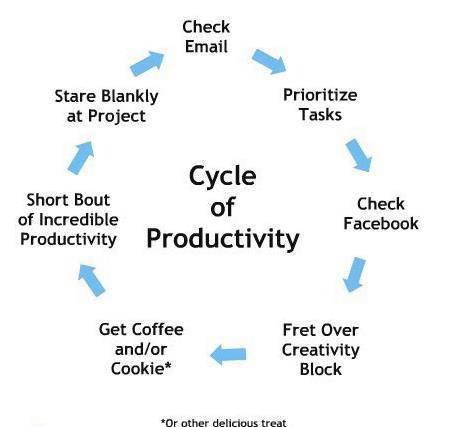 Check
Email
Prioritize
Tasks
Check
Facebook
Fret Over
Creativity
Block
Get Coffee
and/or
Cookie*
Short Bout
of Incredible
Productivity
Stare Blankly
at Project
Cycle
of
Productivity
*Or other delicious treat